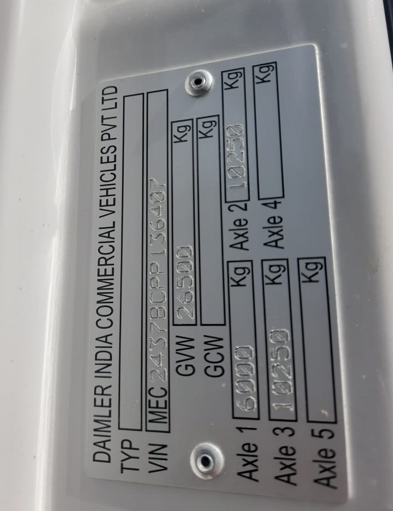 DAIMLER INDIA COMMERCIAL VEHICLES PVT LTD
TYP
VIN MEC2437BCPP136407
GVW 26500 Kg
GCW Kg
Axle 1 6000 Kg Axle 2 10250 Kg
Axle 3 10250 Kg Axle 4 Kg
Axle 5 Kg